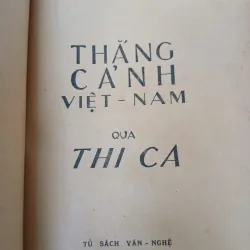 THẮNG
CẢNH
VIỆT-NAM
QUA
THI CA
TỦ SÁCH VĂN-NGHỆ